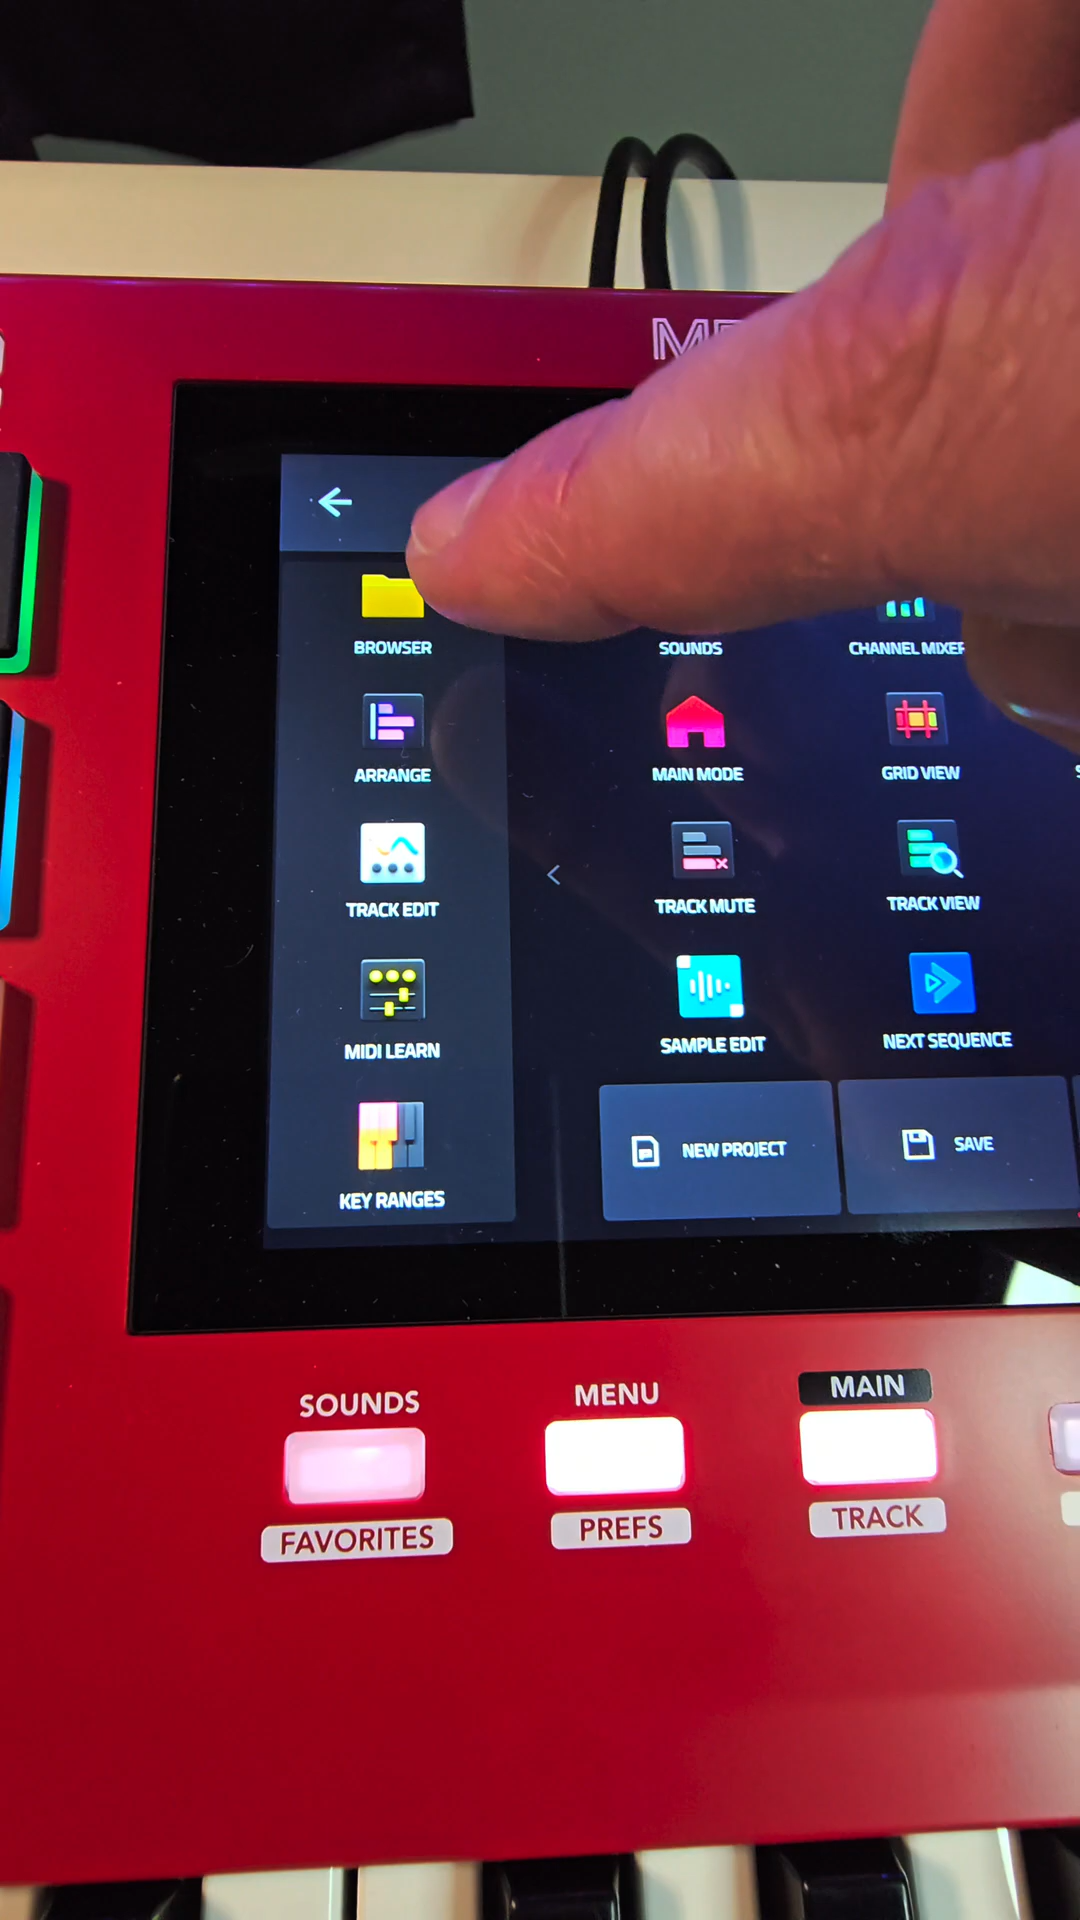 BROWSER
SOUNDS
CHANNEL MIXER
ARRANGE
MAIN MODE
GRID VIEW
TRACK EDIT
TRACK MUTE
TRACK VIEW
MIDI LEARN
SAMPLE EDIT
NEXT SEQUENCE
KEY RANGES
NEW PROJECT
SAVE
SOUNDS
MENU
MAIN
FAVORITES
PREFS
TRACK